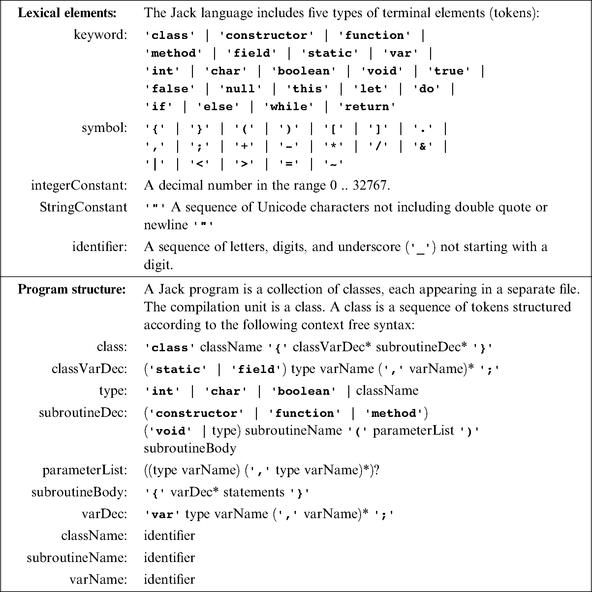 Lexical elements: The Jack language includes five types of terminal elements (tokens):
keyword: 'class' | 'constructor' | 'function' |
'method' | 'field' | 'static' | 'var' |
'int' | 'char' | 'boolean' | 'void' | 'true' |
'false' | 'null' | 'this' | 'let' | 'do' |
'if' | 'else' | 'while' | 'return'
symbol: '{' | '}' | '(' | ')' | '[' | ']' | '.' |
',' | ';' | '+' | '-' | '*' | '/' | '&' |
'|' | '<' | '>' | '=' | '~'
integerConstant: A decimal number in the range 0 .. 32767.
StringConstant '"' A sequence of Unicode characters not including double quote or
newline '"'
identifier: A sequence of letters, digits, and underscore ('_') not starting with a
digit.
Program structure: A Jack program is a collection of classes, each appearing in a separate file.
The compilation unit is a class. A class is a sequence of tokens structured
according to the following context free syntax:
class: 'class' className '{' classVarDec* subroutineDec* '}'
classVarDec: ('static' | 'field') type varName (',' varName)* ';'
type: 'int' | 'char' | 'boolean' | className
subroutineDec: ('constructor' | 'function' | 'method')
('void' | type) subroutineName '(' parameterList ')'
subroutineBody
parameterList: ((type varName) (',' type varName)*)?
subroutineBody: '{' varDec* statements '}'
varDec: 'var' type varName (',' varName)* ';'
className: identifier
subroutineName: identifier
varName: identifier